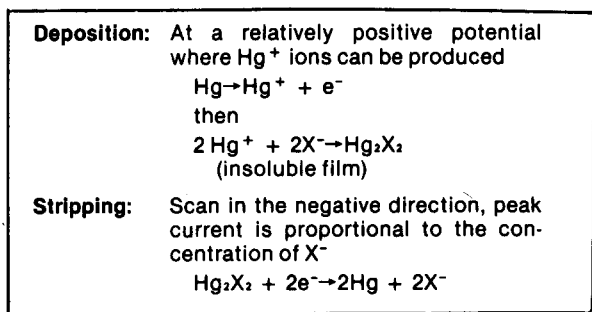 Deposition: At a relatively positive potential
where Hg⁺ ions can be produced
Hg→Hg⁺ + e⁻
then
2 Hg⁺ + 2X⁻→Hg₂X₂
(insoluble film)
Stripping: Scan in the negative direction, peak
current is proportional to the con-
centration of X⁻
Hg₂X₂ + 2e⁻→2Hg + 2X⁻